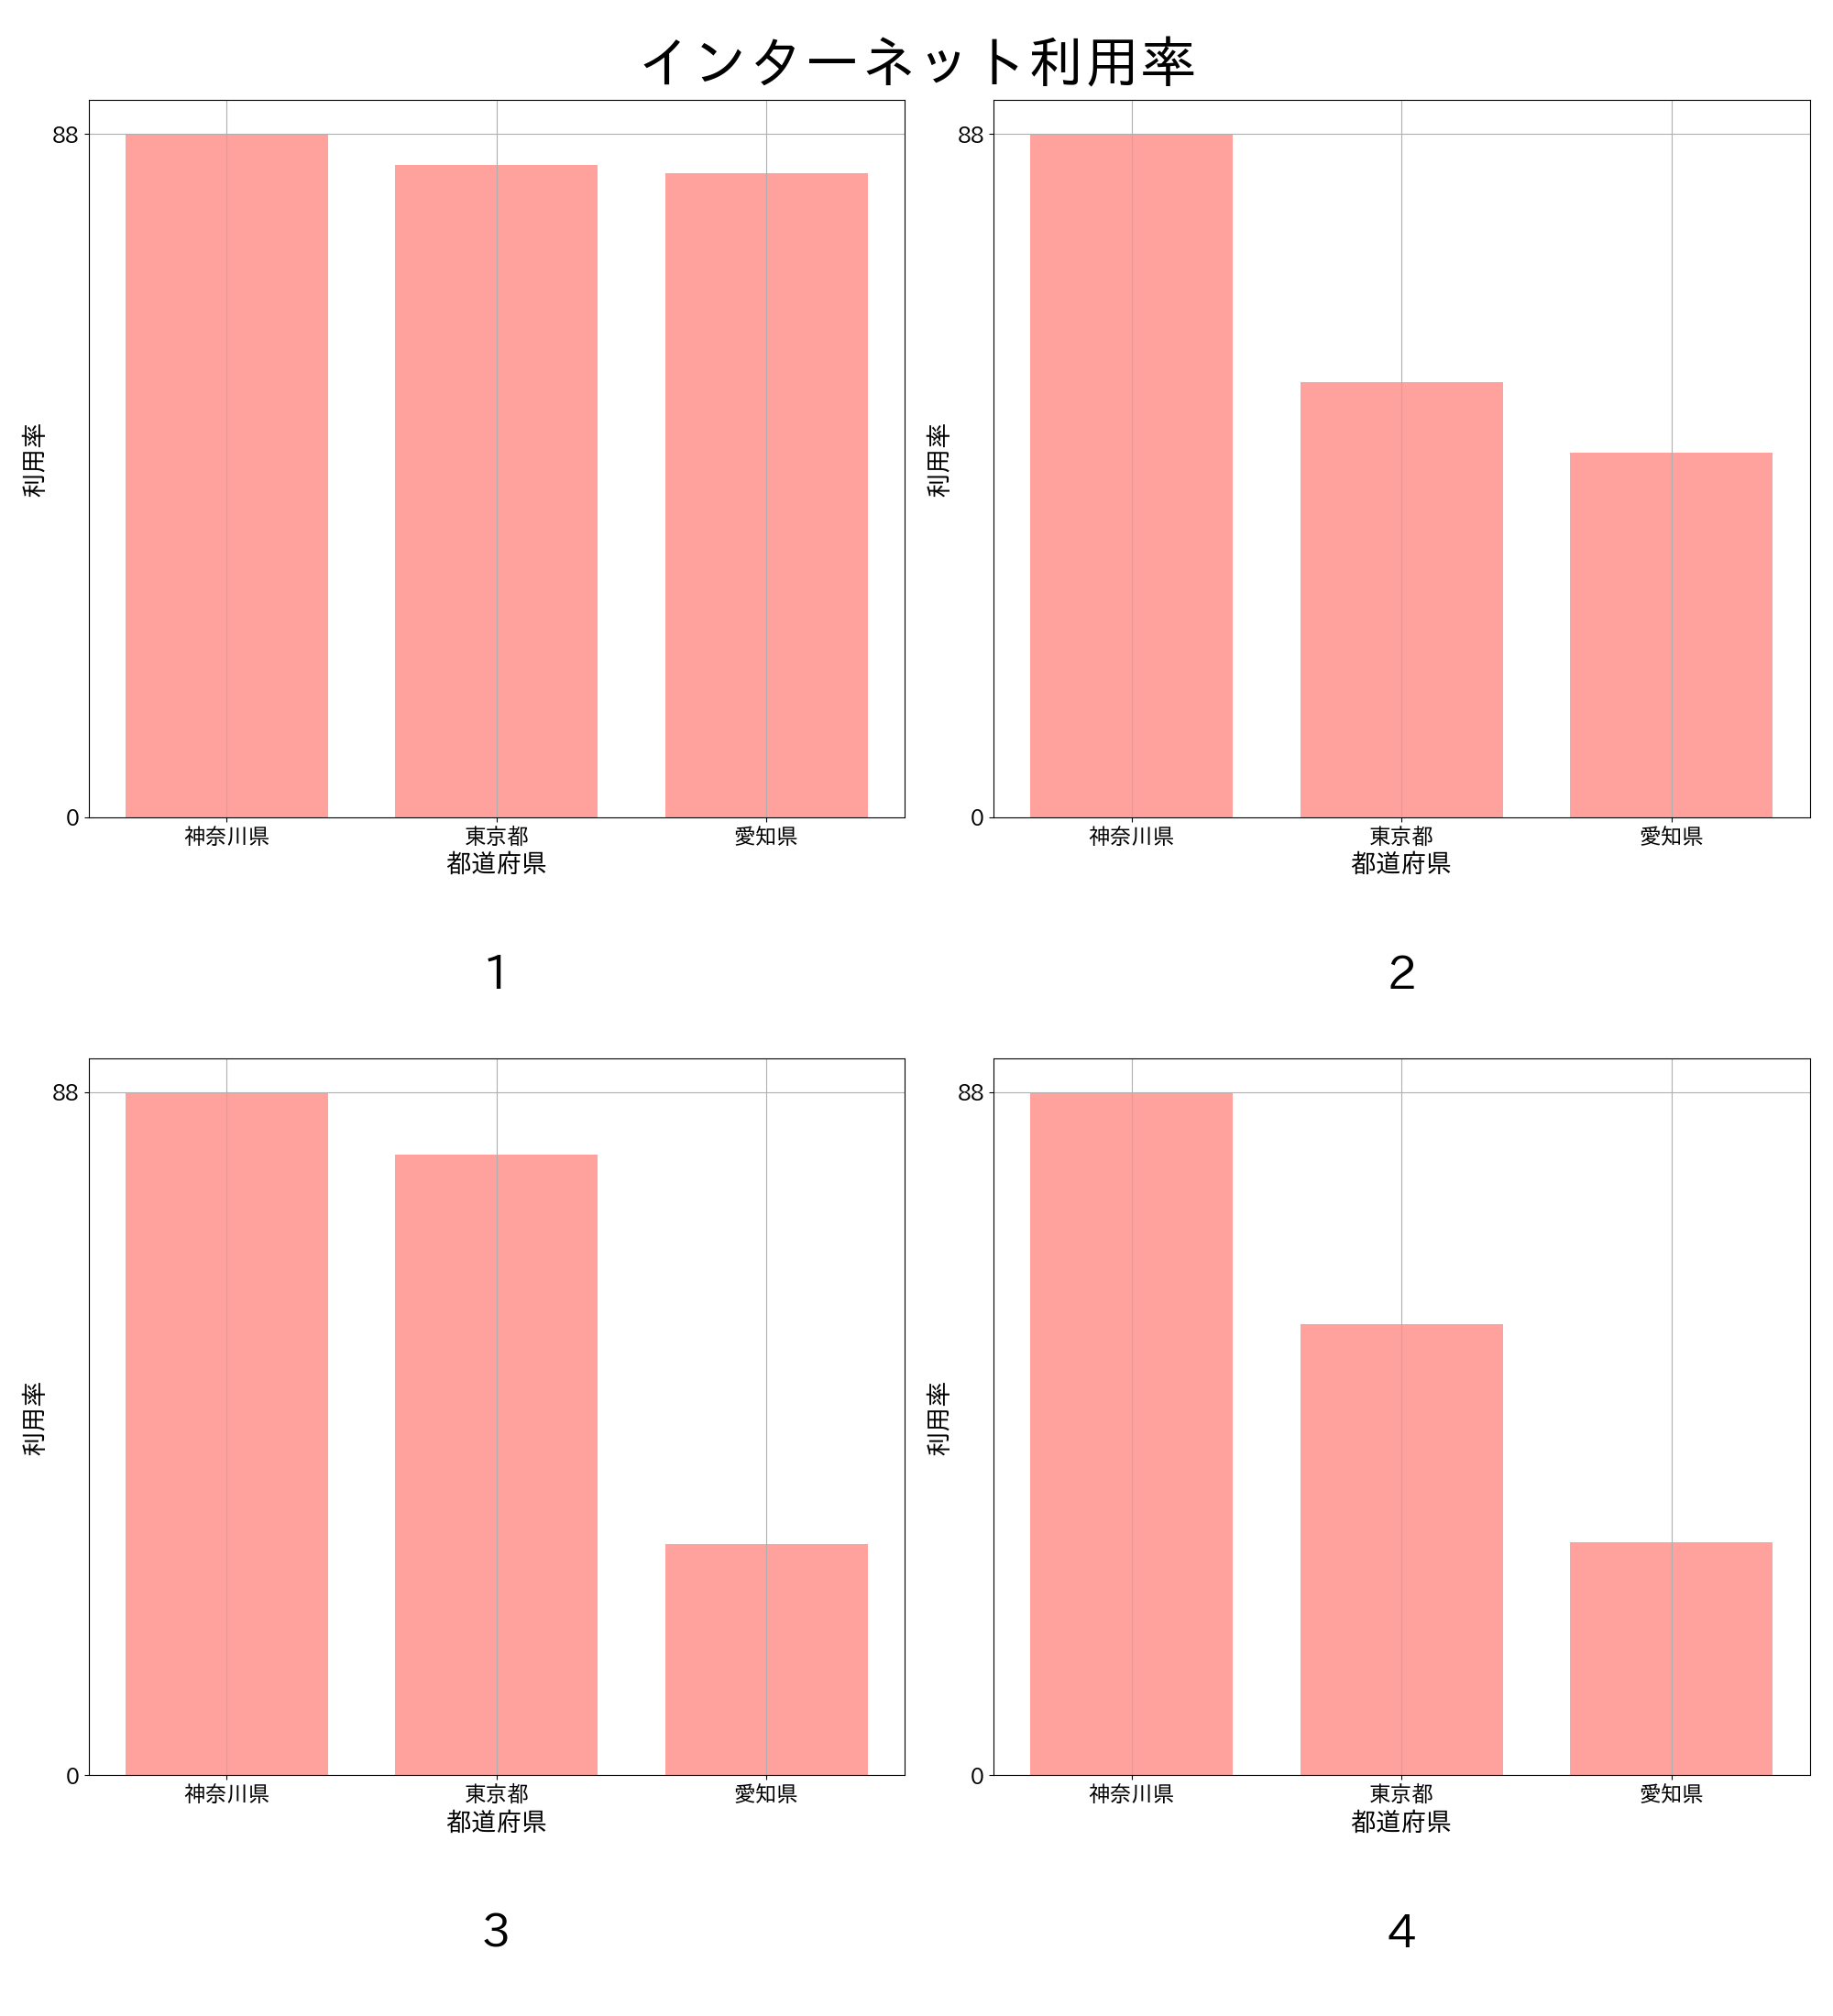 インターネット利用率
88
0
利用率
神奈川県 東京都 愛知県
都道府県
1
88
0
利用率
神奈川県 東京都 愛知県
都道府県
2
88
0
利用率
神奈川県 東京都 愛知県
都道府県
3
88
0
利用率
神奈川県 東京都 愛知県
都道府県
4